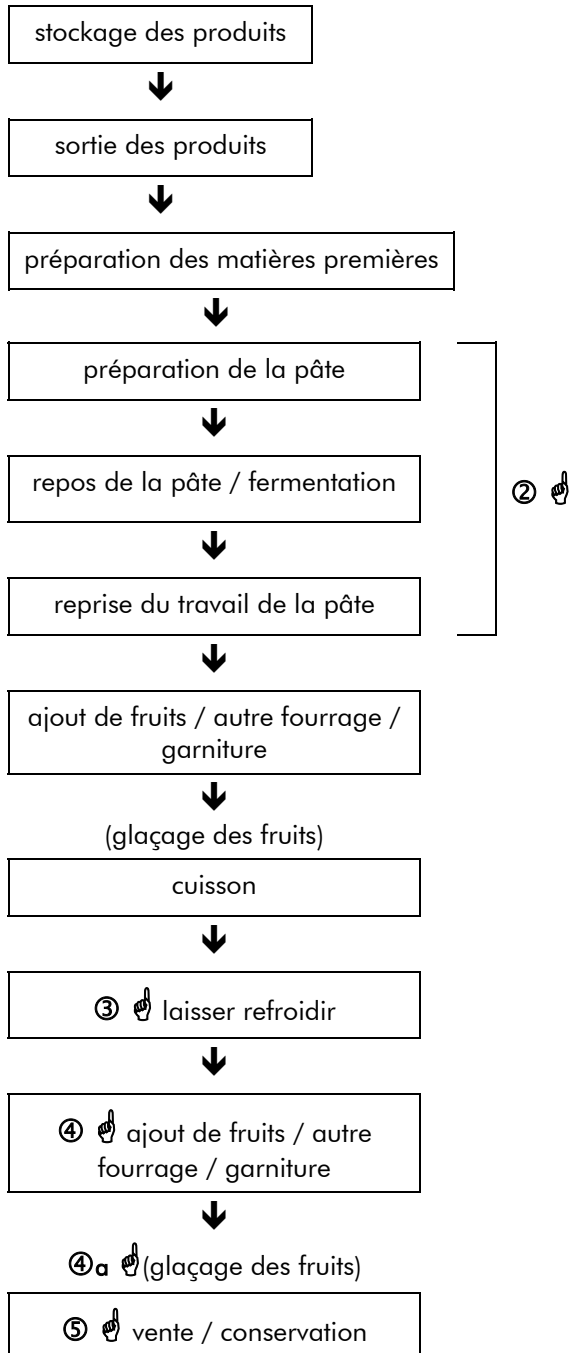 stockage des produits
sortie des produits
préparation des matières premières
préparation de la pâte
repos de la pâte / fermentation
②
reprise du travail de la pâte
ajout de fruits / autre fourrage /
garniture
(glaçage des fruits)
cuisson
③ ☝ laisser refroidir
④ ☝ ajout de fruits / autre
fourrage / garniture
④a ☝(glaçage des fruits)
⑤ ☝ vente / conservation